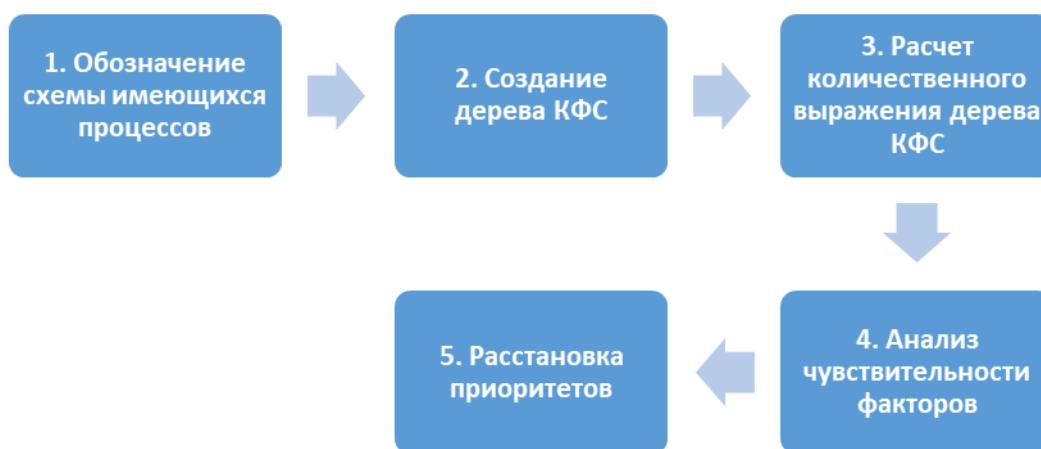 1. Обозначение
схемы имеющихся
процессов
2. Создание
дерева КФС
3. Расчет
количественного
выражения дерева
КФС
4. Анализ
чувствительности
факторов
5. Расстановка
приоритетов